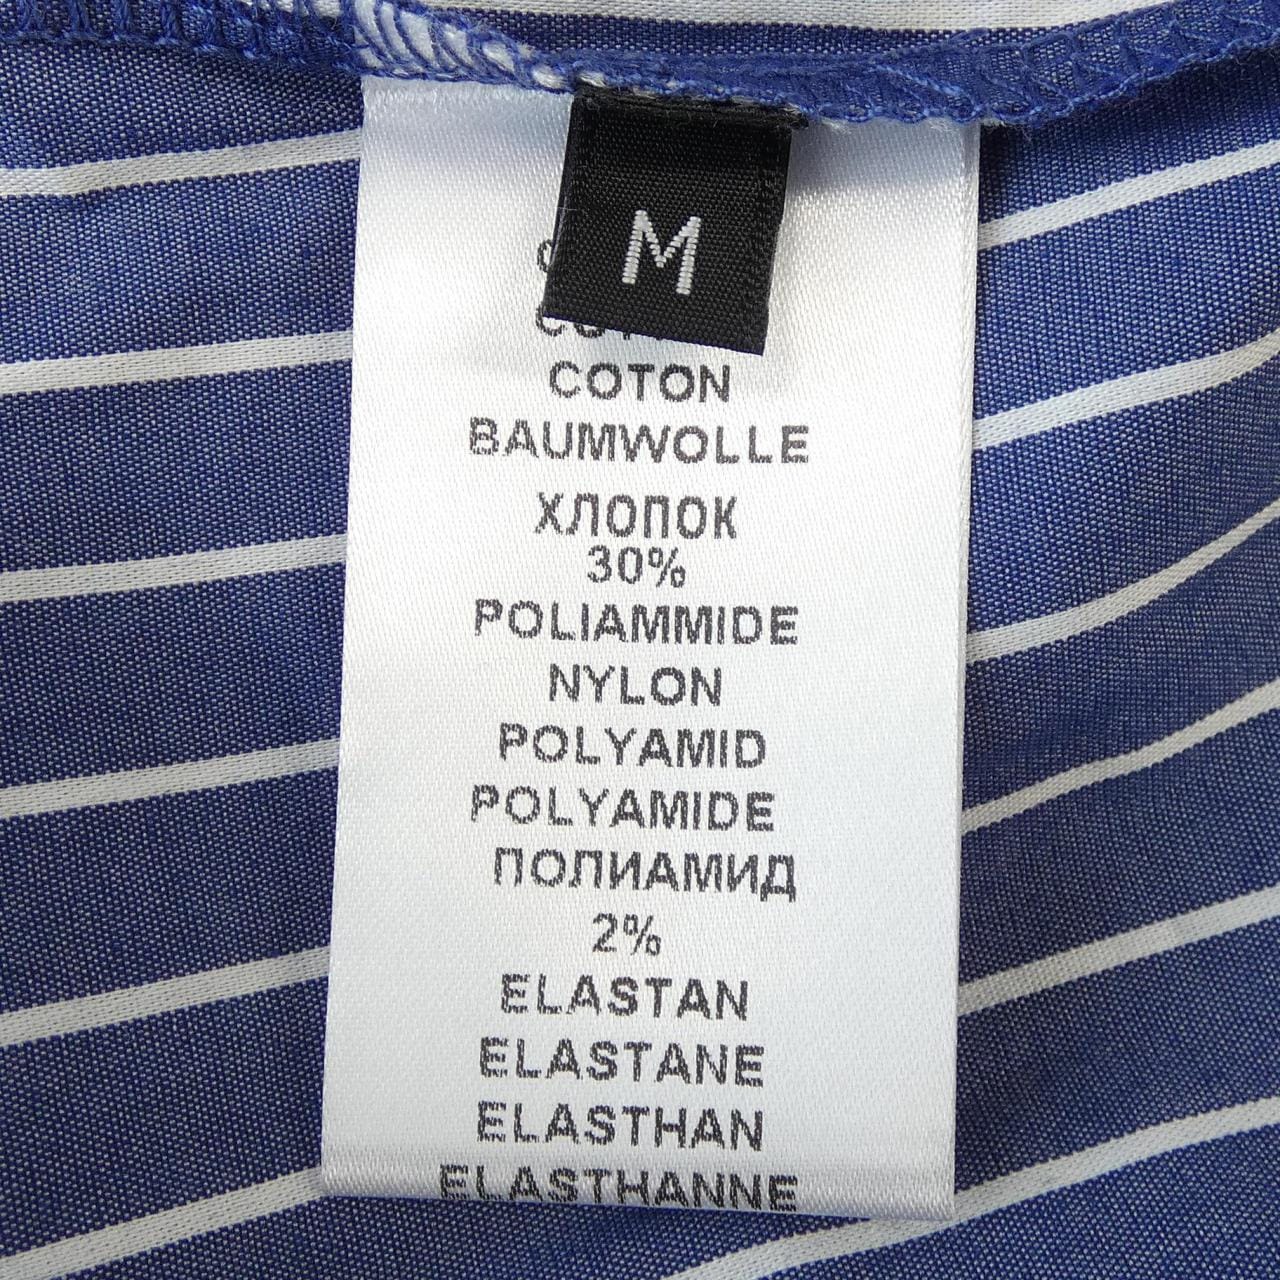 M
COTON
BAUMWOLLE
ХЛОПОК
30%
POLIAMMIDE
NYLON
POLYAMID
POLYAMIDE
ПОЛИАМИД
2%
ELASTAN
ELASTANE
ELASTHAN
ELASTHANNE